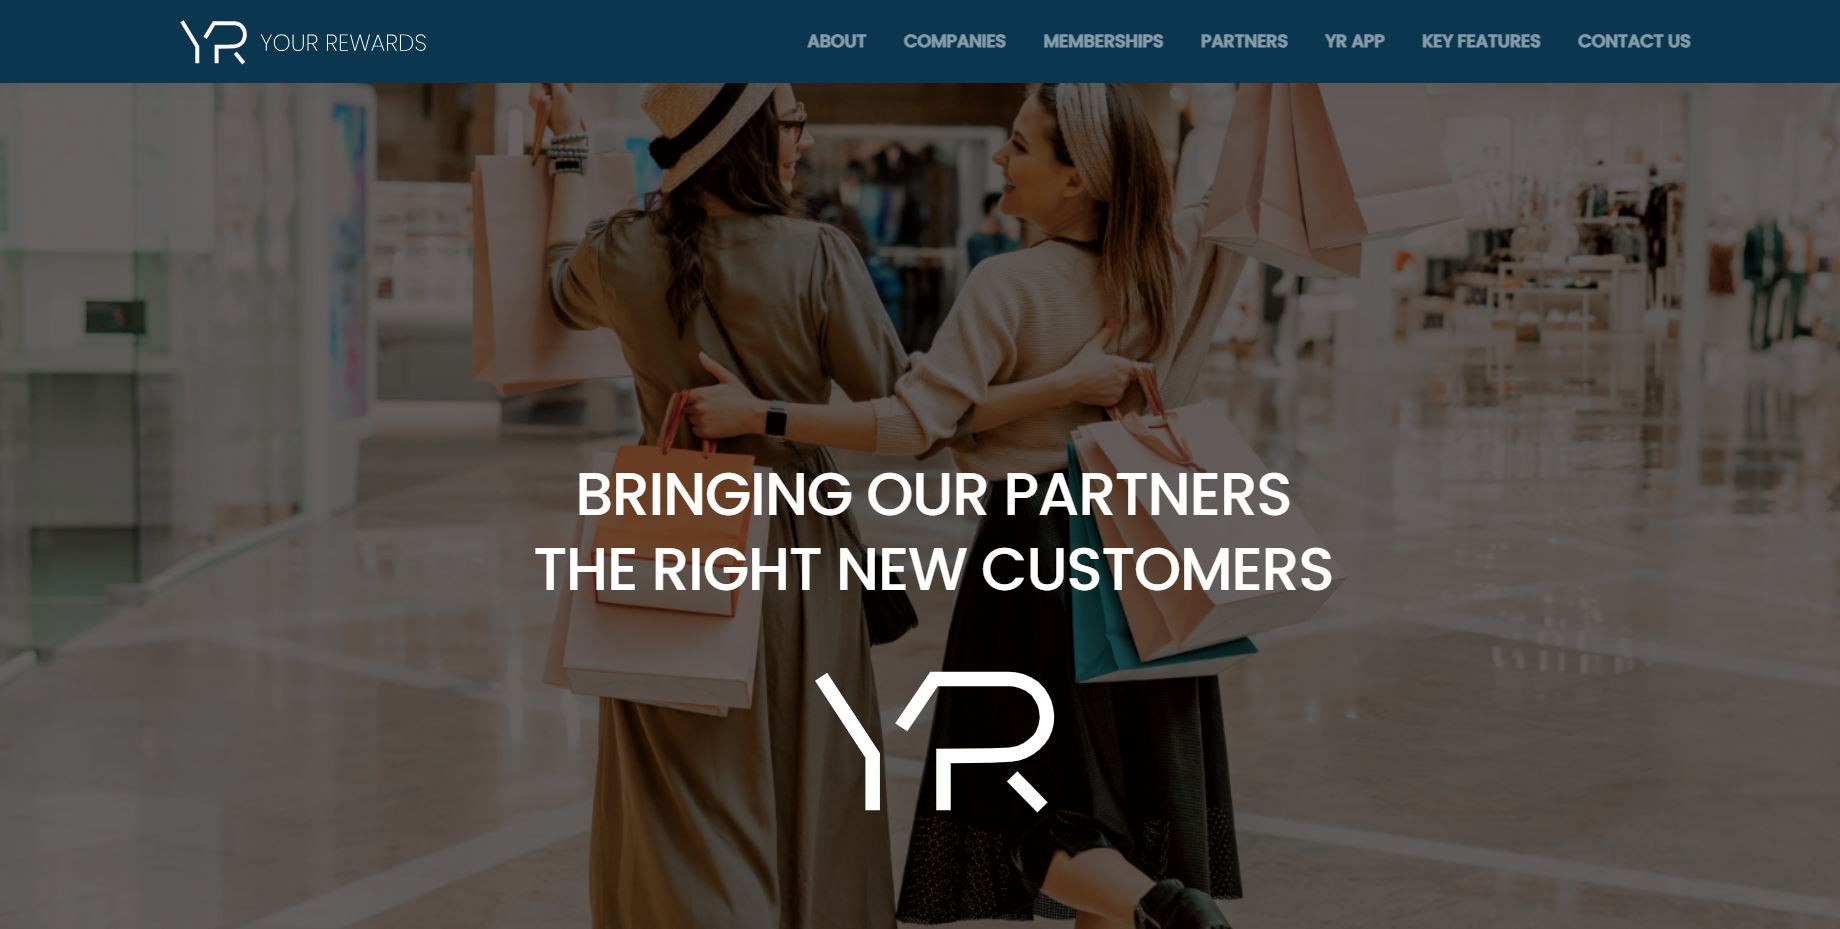 YR YOUR REWARDS
ABOUT COMPANIES MEMBERSHIPS PARTNERS YR APP KEY FEATURES CONTACT US
BRINGING OUR PARTNERS
THE RIGHT NEW CUSTOMERS
YR